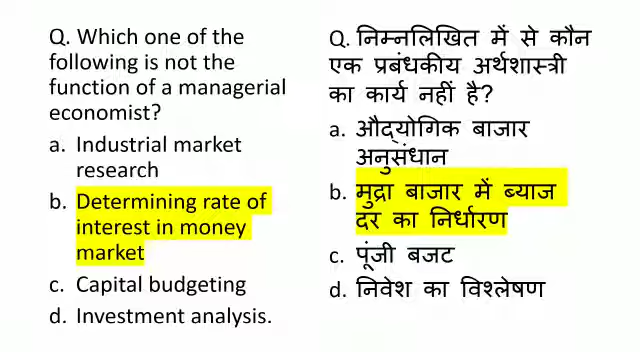 Q. Which one of the
following is not the
function of a managerial
economist?
a. Industrial market
research
b. Determining rate of
interest in money
market
c. Capital budgeting
d. Investment analysis.
Q. निम्नलिखित में से कौन
एक प्रबंधकीय अर्थशास्त्री
का कार्य नहीं है?
a. औद्योगिक बाजार
अनुसंधान
b. मुद्रा बाजार में ब्याज
दर का निर्धारण
c. पूंजी बजट
d. निवेश का विश्लेषण